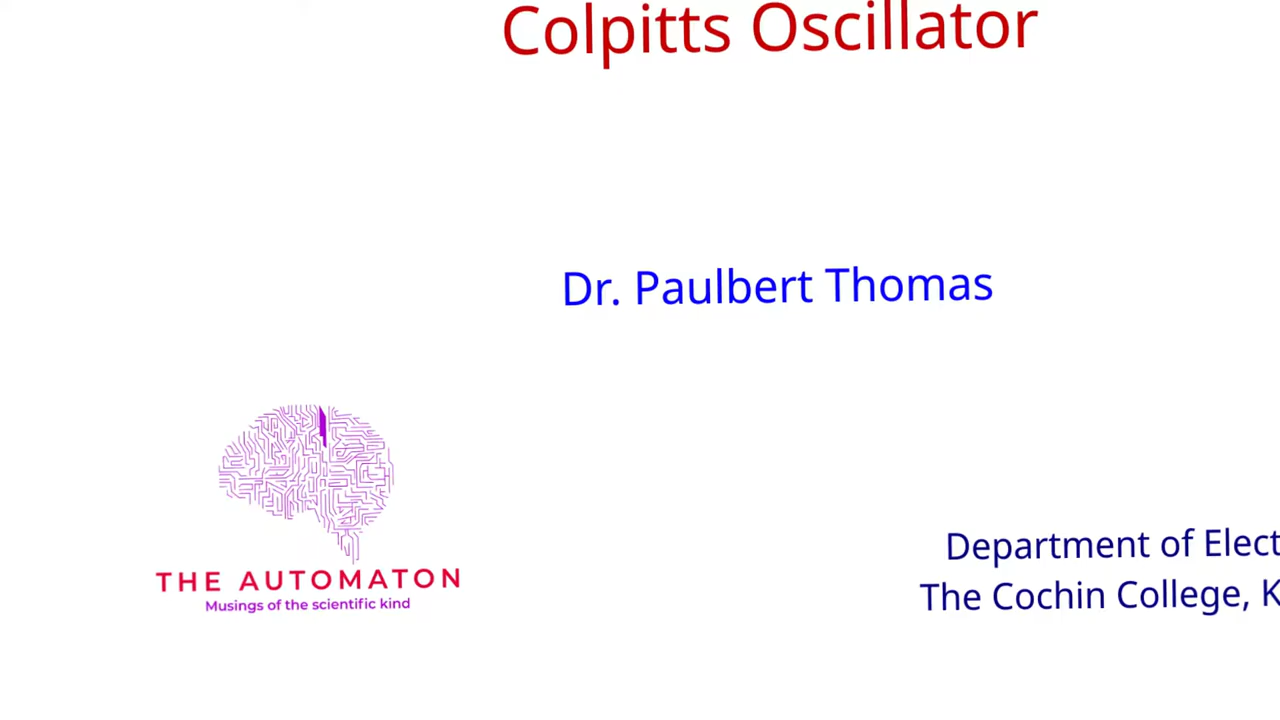 Colpitts Oscillator
Dr. Paulbert Thomas
THE AUTOMATON
Musings of the scientific kind
Department of Elect
The Cochin College, K